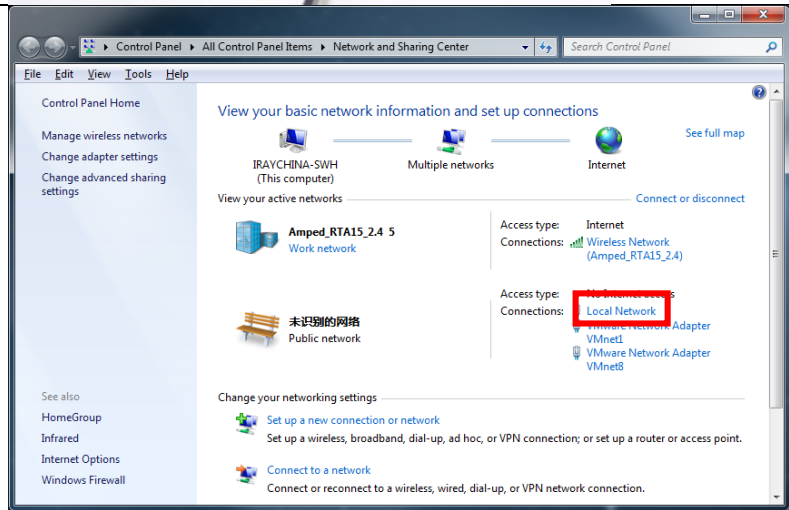 Control Panel All Control Panel Items Network and Sharing Center
Search Control Panel
File Edit View Tools Help
Control Panel Home
Manage wireless networks
Change adapter settings
Change advanced sharing
settings
See also
HomeGroup
Infrared
Internet Options
Windows Firewall
View your basic network information and set up connections
See full map
IRAYCHINA-SWH
(This computer)
Multiple networks
Internet
View your active networks
Connect or disconnect
Amped_RTA15_2.4 5
Work network
Access type: Internet
Connections: Wireless Network
(Amped_RTA15_2.4)
未识别的网络
Public network
Access type: No Internet access
Connections: Local Network
VMware Network Adapter
VMnet1
VMware Network Adapter
VMnet8
Change your networking settings
Set up a new connection or network
Set up a wireless, broadband, dial-up, ad hoc, or VPN connection; or set up a router or access point.
Connect to a network
Connect or reconnect to a wireless, wired, dial-up, or VPN network connection.